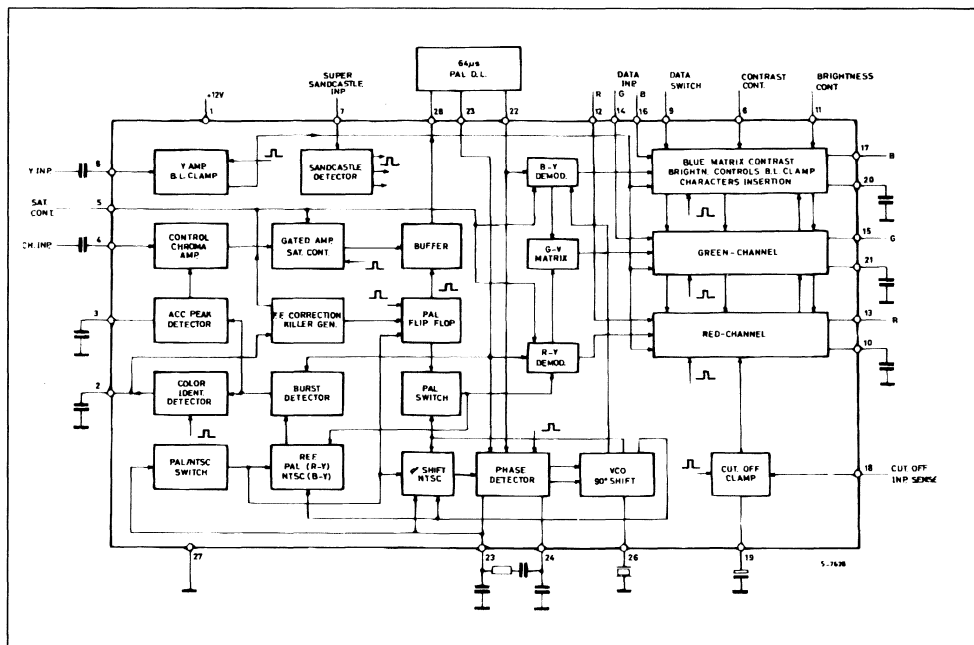 64µs
PAL D.L.
SUPER
SANDCASTLE
INP.
+12V
1
7
28
23
22
DATA
INP.
R
G
B
12
14
16
DATA
SWITCH
9
CONTRAST
CONT.
BRIGHTNESS
CONT
11
Y INP.
Y AMP
B.L. CLAMP
SANDCASTLE
DETECTOR
B-Y
DEMOD.
BLUE MATRIX CONTRAST
BRIGHTN. CONTROLS B.L. CLAMP
CHARACTERS INSERTION
17
B
20
SAT.
CONT.
5
CH. INP.
4
CONTROL
CHROMA
AMP.
GATED AMP.
SAT. CONT.
BUFFER
G-Y
MATRIX
GREEN-CHANNEL
15
G
21
3
ACC PEAK
DETECTOR
CORRECTION
KILLER GEN.
PAL
FLIP FLOP
R-Y
DEMOD.
RED-CHANNEL
13
R
10
2
COLOR
IDENT.
DETECTOR
BURST
DETECTOR
PAL
SWITCH
PAL/NTSC
SWITCH
REF.
PAL (R-Y)
NTSC (B-Y)
SHIFT
NTSC
PHASE
DETECTOR
VCO
90° SHIFT
CUT. OFF
CLAMP
18
CUT OFF
INP. SENSE
27
23
24
26
19
S-7628